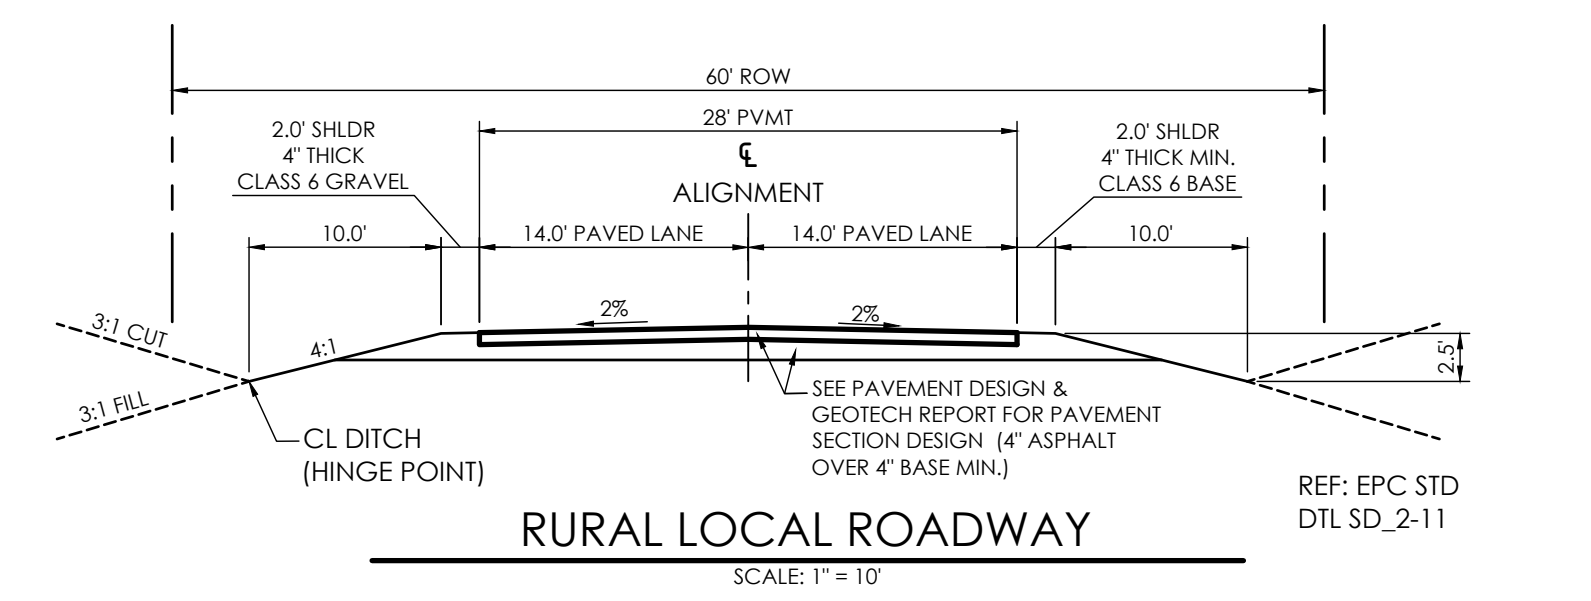 60' ROW
28' PVMT
2.0' SHLDR
4" THICK
CLASS 6 GRAVEL
℄
ALIGNMENT
2.0' SHLDR
4" THICK MIN.
CLASS 6 BASE
10.0'
14.0' PAVED LANE
14.0' PAVED LANE
10.0'
2%
2%
3:1 CUT
4:1
3:1 FILL
2.5'
CL DITCH
(HINGE POINT)
SEE PAVEMENT DESIGN &
GEOTECH REPORT FOR PAVEMENT
SECTION DESIGN (4" ASPHALT
OVER 4" BASE MIN.)
REF: EPC STD
DTL SD_2-11
RURAL LOCAL ROADWAY
SCALE: 1" = 10'